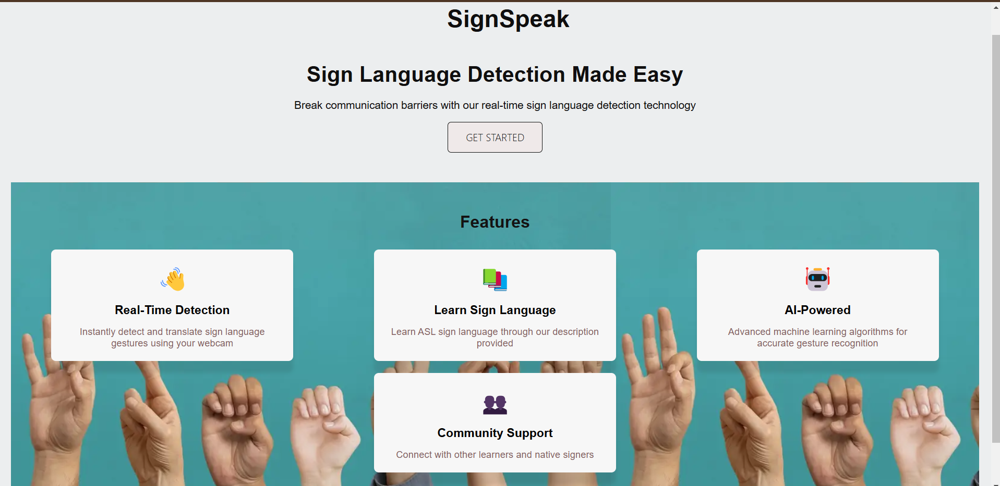 SignSpeak
Sign Language Detection Made Easy
Break communication barriers with our real-time sign language detection technology
GET STARTED
Features
Real-Time Detection
Instantly detect and translate sign language
gestures using your webcam
Learn Sign Language
Learn ASL sign language through our description
provided
AI-Powered
Advanced machine learning algorithms for
accurate gesture recognition
Community Support
Connect with other learners and native signers